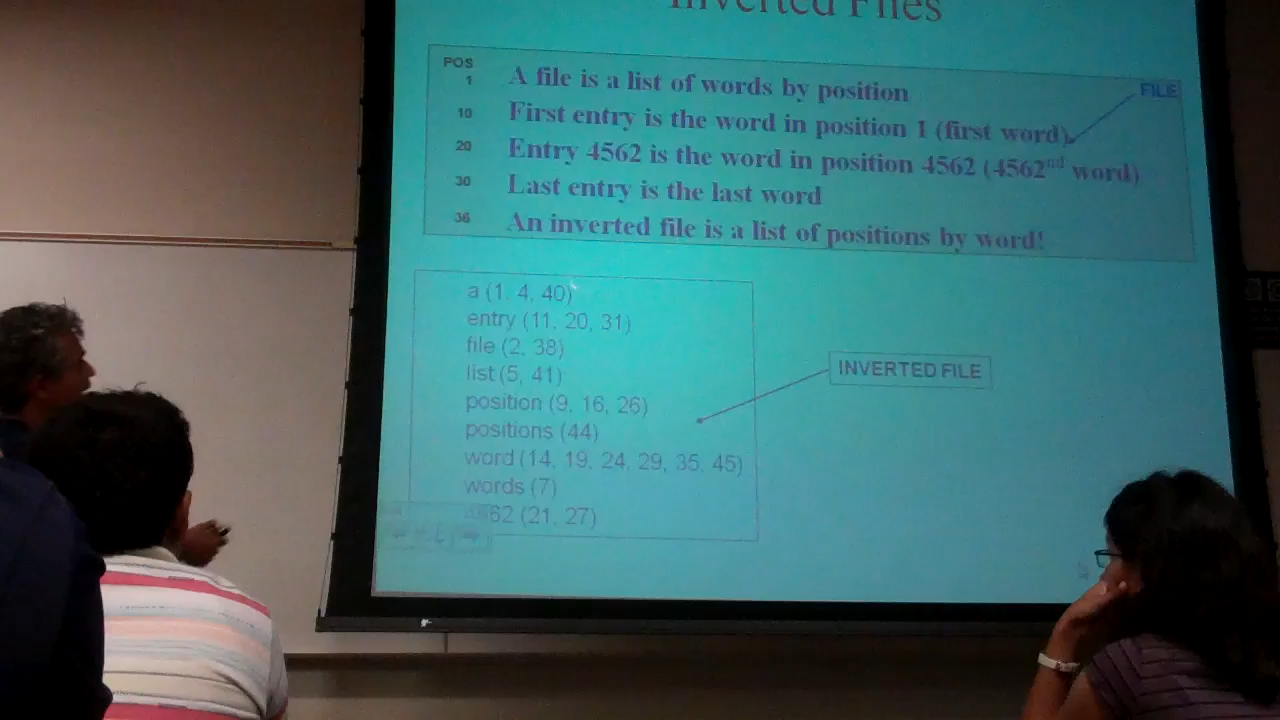 Inverted Files
POS
1 A file is a list of words by position
FILE
10 First entry is the word in position 1 (first word)
20 Entry 4562 is the word in position 4562 (4562nd word)
30 Last entry is the last word
36 An inverted file is a list of positions by word!
a (1, 4, 40)
entry (11, 20, 31)
file (2, 38)
list (5, 41)
INVERTED FILE
position (9, 16, 26)
positions (44)
word (14, 19, 24, 29, 35, 45)
words (7)
4562 (21, 27)